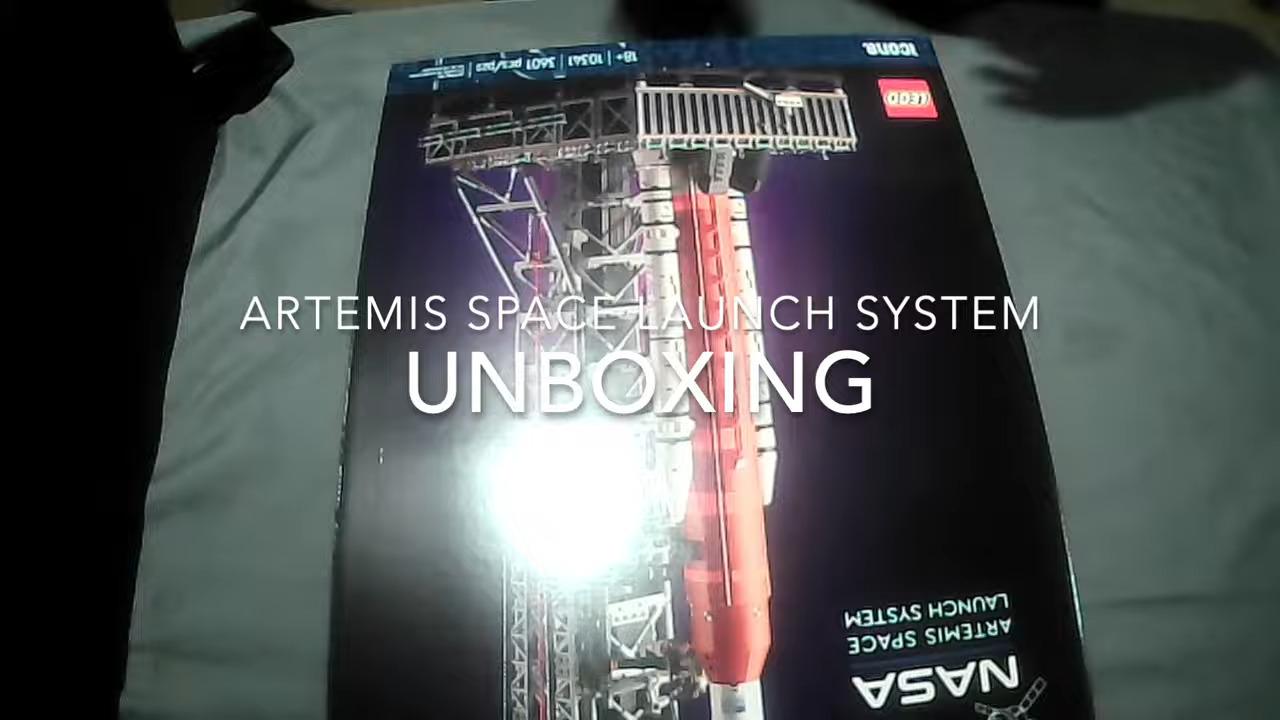 ARTEMIS SPACE LAUNCH SYSTEM
UNBOXING
NASA
ARTEMIS SPACE
LAUNCH SYSTEM
LEGO
ICONS
18+ | 10341 | 3601 pcs/pzs